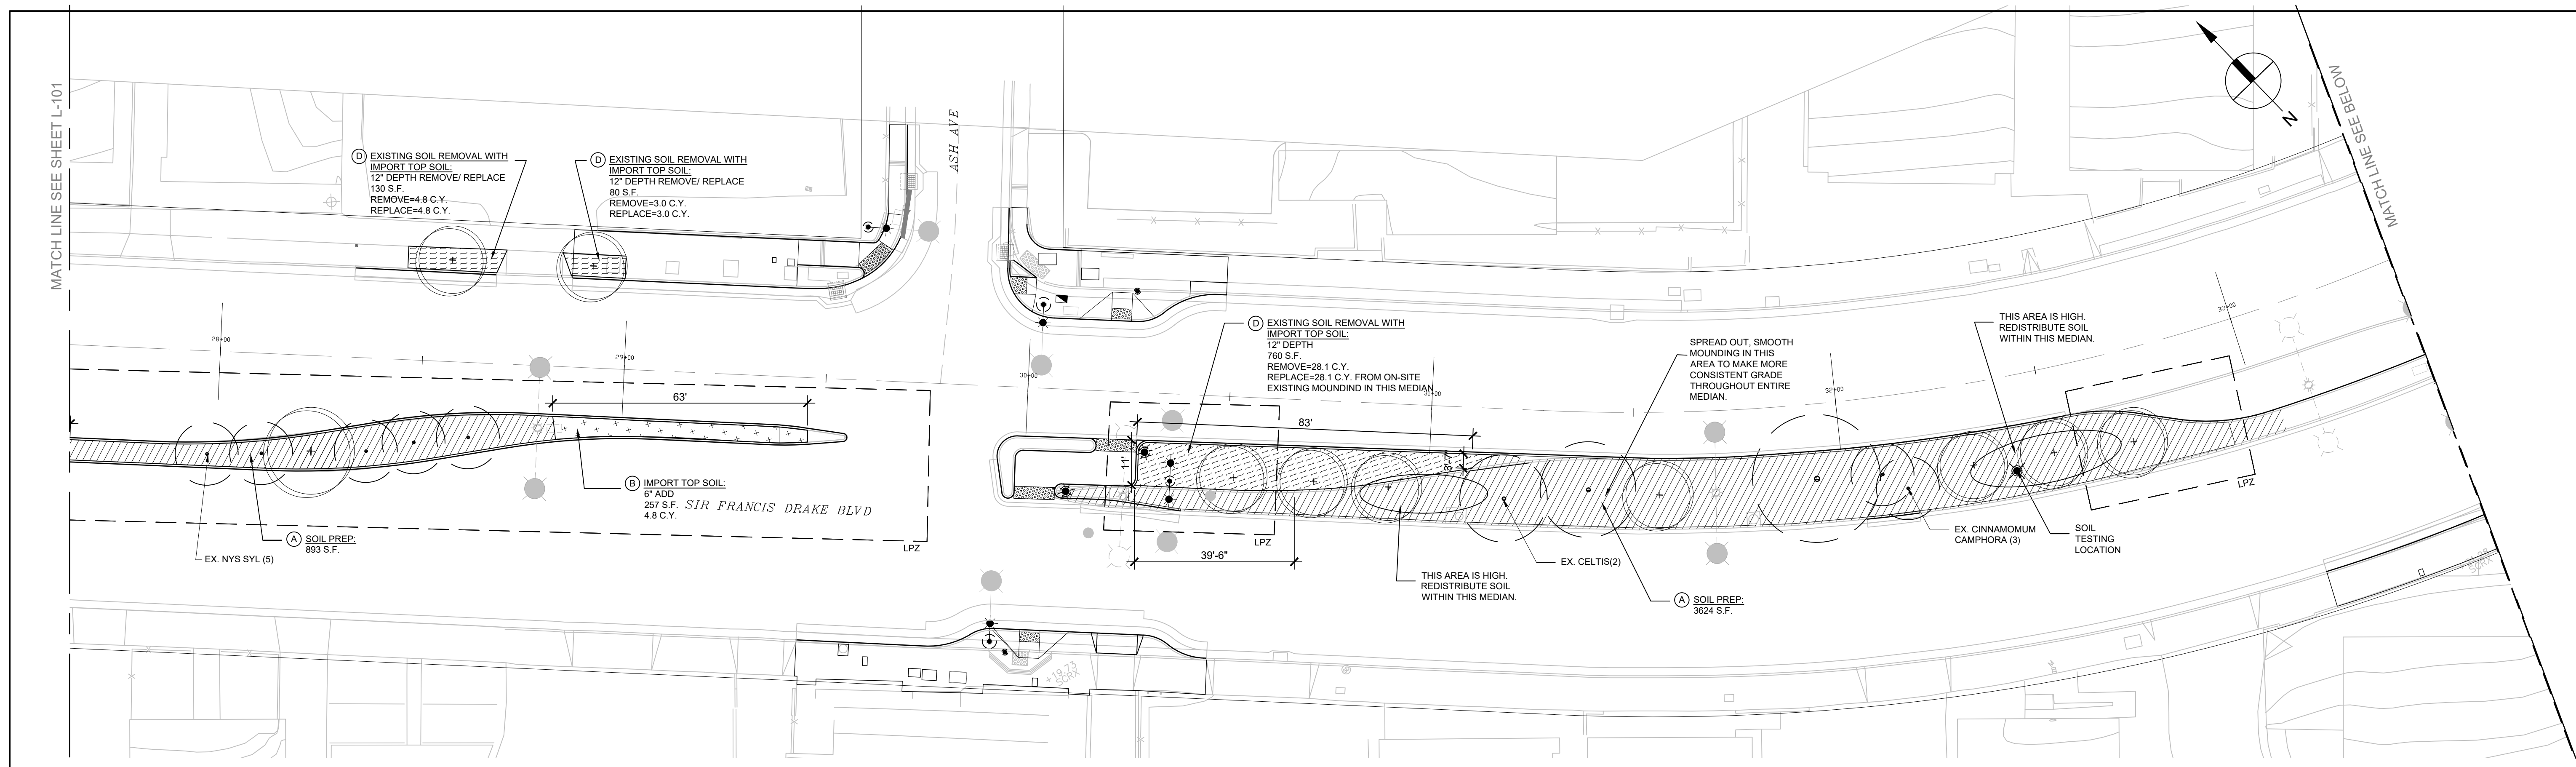 MATCH LINE SEE SHEET L-101
D EXISTING SOIL REMOVAL WITH
IMPORT TOP SOIL:
12" DEPTH REMOVE/ REPLACE
130 S.F.
REMOVE=4.8 C.Y.
REPLACE=4.8 C.Y.
D EXISTING SOIL REMOVAL WITH
IMPORT TOP SOIL:
12" DEPTH REMOVE/ REPLACE
80 S.F.
REMOVE=3.0 C.Y.
REPLACE=3.0 C.Y.
ASH AVE
N
MATCH LINE SEE BELOW
28+00
29+00
30+00
31+00
32+00
33+00
D EXISTING SOIL REMOVAL WITH
IMPORT TOP SOIL:
12" DEPTH
760 S.F.
REMOVE=28.1 C.Y.
REPLACE=28.1 C.Y. FROM ON-SITE
EXISTING MOUNDIND IN THIS MEDIAN
SPREAD OUT, SMOOTH
MOUNDING IN THIS
AREA TO MAKE MORE
CONSISTENT GRADE
THROUGHOUT ENTIRE
MEDIAN.
THIS AREA IS HIGH.
REDISTRIBUTE SOIL
WITHIN THIS MEDIAN.
63'
83'
11'
3'-7"
39'-6"
B IMPORT TOP SOIL:
6" ADD
257 S.F.
4.8 C.Y.
SIR FRANCIS DRAKE BLVD
A SOIL PREP:
893 S.F.
EX. NYS SYL (5)
LPZ
LPZ
LPZ
THIS AREA IS HIGH.
REDISTRIBUTE SOIL
WITHIN THIS MEDIAN.
EX. CELTIS(2)
A SOIL PREP:
3624 S.F.
EX. CINNAMOMUM
CAMPHORA (3)
SOIL
TESTING
LOCATION
+19.73
SCRX
SCRX